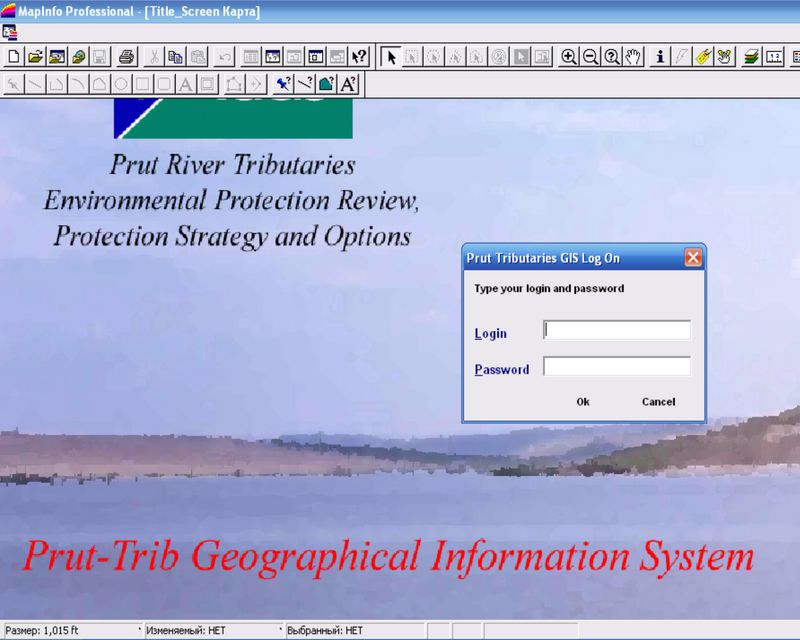 MapInfo Professional - [Title_Screen Карта]
Prut River Tributaries
Environmental Protection Review,
Protection Strategy and Options
Prut Tributaries GIS Log On
Type your login and password
Login
Password
Ok Cancel
Prut-Trib Geographical Information System
Размер: 1,015 ft Изменяемый: НЕТ Выбранный: НЕТ